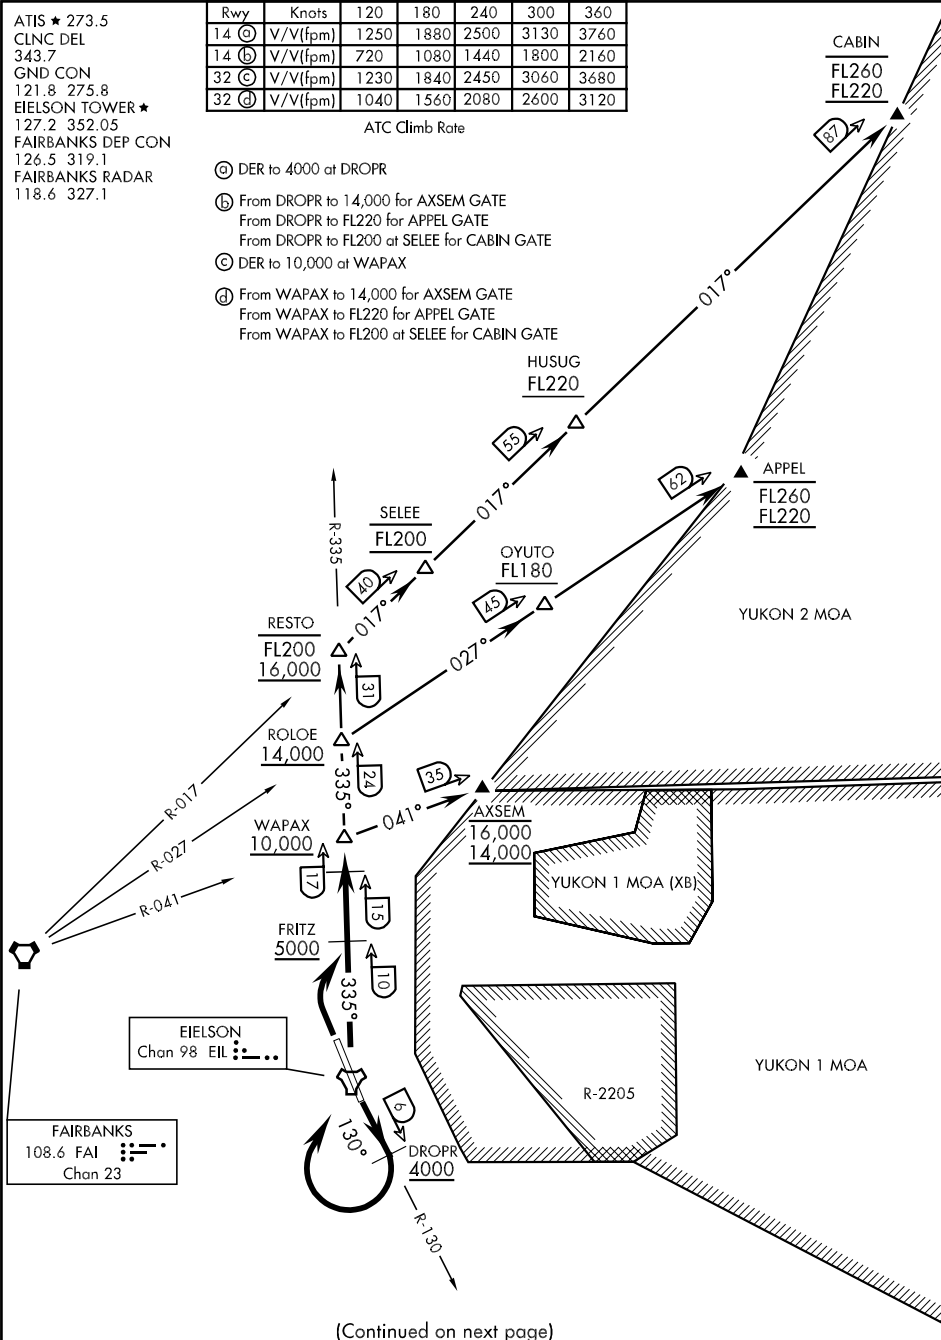 ATIS ★ 273.5
CLNC DEL
343.7
GND CON
121.8 275.8
EIELSON TOWER ★
127.2 352.05
FAIRBANKS DEP CON
126.5 319.1
FAIRBANKS RADAR
118.6 327.1
Rwy Knots 120 180 240 300 360
14 ⓐ V/V(fpm) 1250 1880 2500 3130 3760
14 ⓑ V/V(fpm) 720 1080 1440 1800 2160
32 ⓒ V/V(fpm) 1230 1840 2450 3060 3680
32 ⓓ V/V(fpm) 1040 1560 2080 2600 3120
ATC Climb Rate
ⓐ DER to 4000 at DROPR
ⓑ From DROPR to 14,000 for AXSEM GATE
From DROPR to FL220 for APPEL GATE
From DROPR to FL200 at SELEE for CABIN GATE
ⓒ DER to 10,000 at WAPAX
ⓓ From WAPAX to 14,000 for AXSEM GATE
From WAPAX to FL220 for APPEL GATE
From WAPAX to FL200 at SELEE for CABIN GATE
CABIN
FL260
FL220
87
017°
HUSUG
FL220
55
017°
APPEL
FL260
FL220
62
R-335
SELEE
FL200
40
017°
OYUTO
FL180
45
027°
YUKON 2 MOA
RESTO
FL200
16,000
31
ROLOE
14,000
24
335°
R-017
R-027
R-041
WAPAX
10,000
041°
35
AXSEM
16,000
14,000
17
15
YUKON 1 MOA (XB)
FRITZ
5000
10
335°
EIELSON
Chan 98 EIL
YUKON 1 MOA
R-2205
6
130°
DROPR
4000
FAIRBANKS
108.6 FAI
Chan 23
R-130
(Continued on next page)